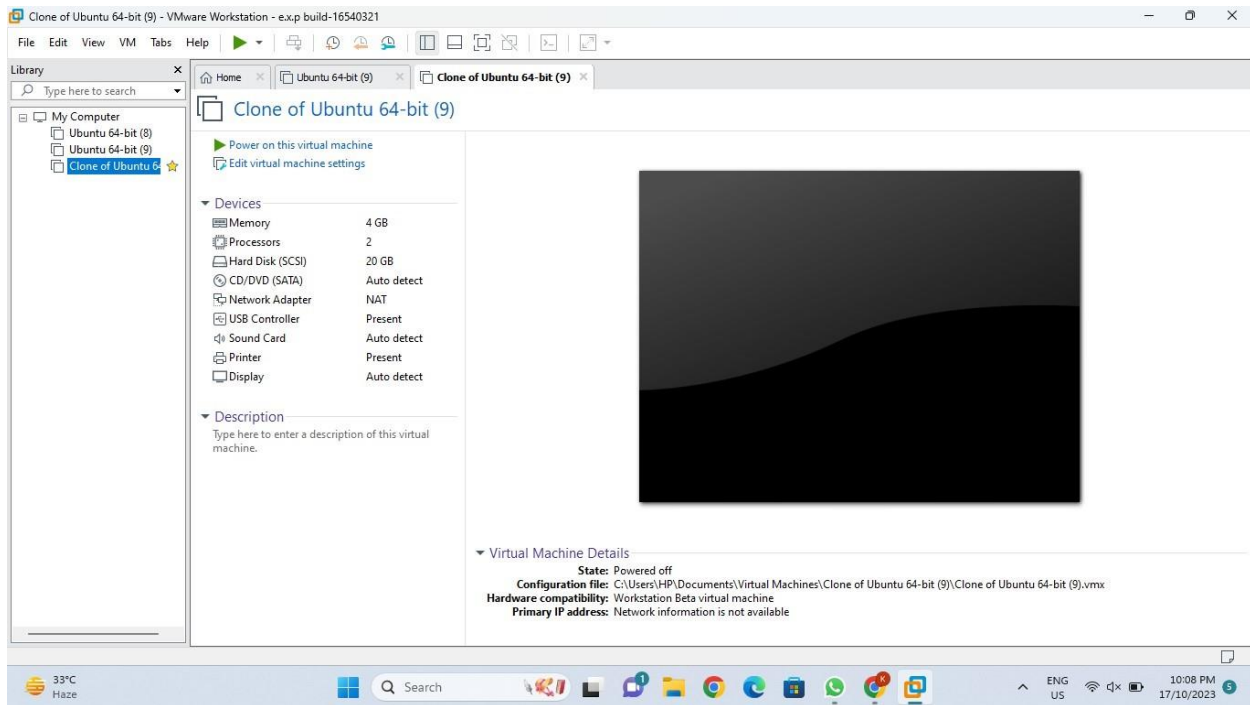 Clone of Ubuntu 64-bit (9) - VMware Workstation - e.x.p build-16540321
File Edit View VM Tabs Help
Library
Type here to search
My Computer
Ubuntu 64-bit (8)
Ubuntu 64-bit (9)
Clone of Ubuntu 6
Home
Ubuntu 64-bit (9)
Clone of Ubuntu 64-bit (9)
Clone of Ubuntu 64-bit (9)
Power on this virtual machine
Edit virtual machine settings
Devices
Memory 4 GB
Processors 2
Hard Disk (SCSI) 20 GB
CD/DVD (SATA) Auto detect
Network Adapter NAT
USB Controller Present
Sound Card Auto detect
Printer Present
Display Auto detect
Description
Type here to enter a description of this virtual
machine.
Virtual Machine Details
State: Powered off
Configuration file: C:\Users\HP\Documents\Virtual Machines\Clone of Ubuntu 64-bit (9)\Clone of Ubuntu 64-bit (9).vmx
Hardware compatibility: Workstation Beta virtual machine
Primary IP address: Network information is not available
33°C
Haze
Search
1
K
ENG
US
10:08 PM
17/10/2023
5